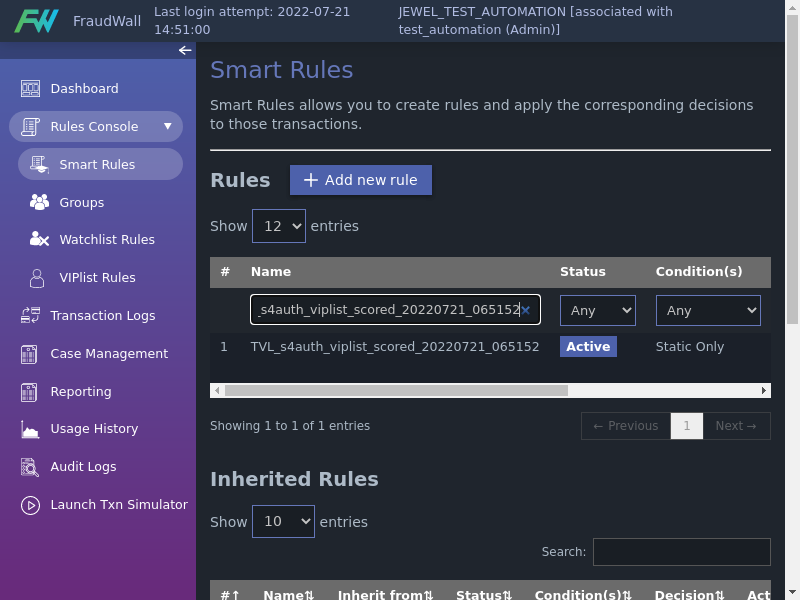 FraudWall
Last login attempt: 2022-07-21
14:51:00
JEWEL_TEST_AUTOMATION [associated with
test_automation (Admin)]
Dashboard
Rules Console
Smart Rules
Groups
Watchlist Rules
VIPlist Rules
Transaction Logs
Case Management
Reporting
Usage History
Audit Logs
Launch Txn Simulator
Smart Rules
Smart Rules allows you to create rules and apply the corresponding decisions
to those transactions.
Rules
Add new rule
Show 12 entries
# Name Status Condition(s)
_s4auth_viplist_scored_20220721_065152 Any Any
1 TVL_s4auth_viplist_scored_20220721_065152 Active Static Only
Showing 1 to 1 of 1 entries
← Previous 1 Next →
Inherited Rules
Show 10 entries
Search:
#↑ Name⇅ Inherit from⇅ Status⇅ Condition(s)⇅ Decision⇅ Act